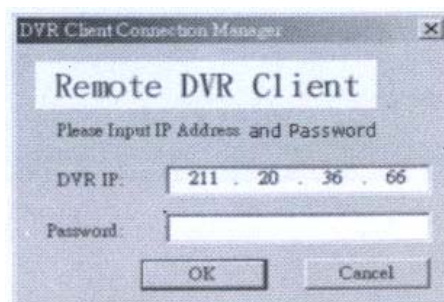 DVR Client Connection Manager
Remote DVR Client
Please Input IP Address and Password
DVR IP: 211 . 20 . 36 . 66
Password:
OK Cancel